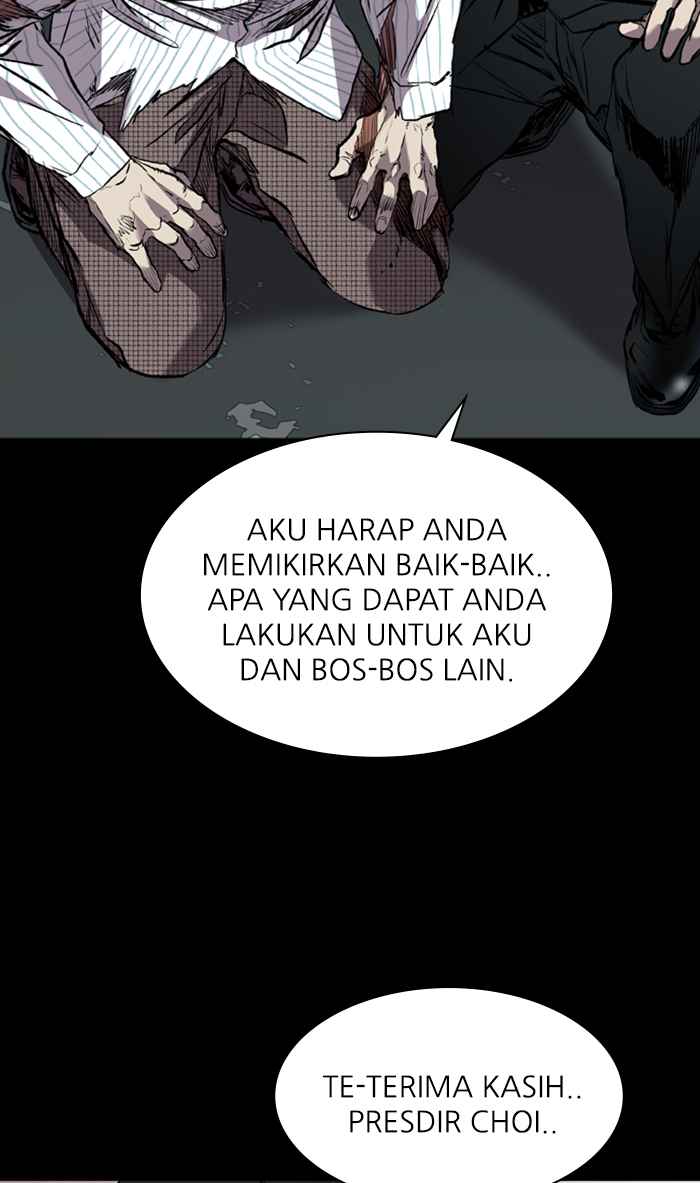 AKU HARAP ANDA
MEMIKIRKAN BAIK-BAIK..
APA YANG DAPAT ANDA
LAKUKAN UNTUK AKU
DAN BOS-BOS LAIN.
TE-TERIMA KASIH..
PRESDIR CHOI..